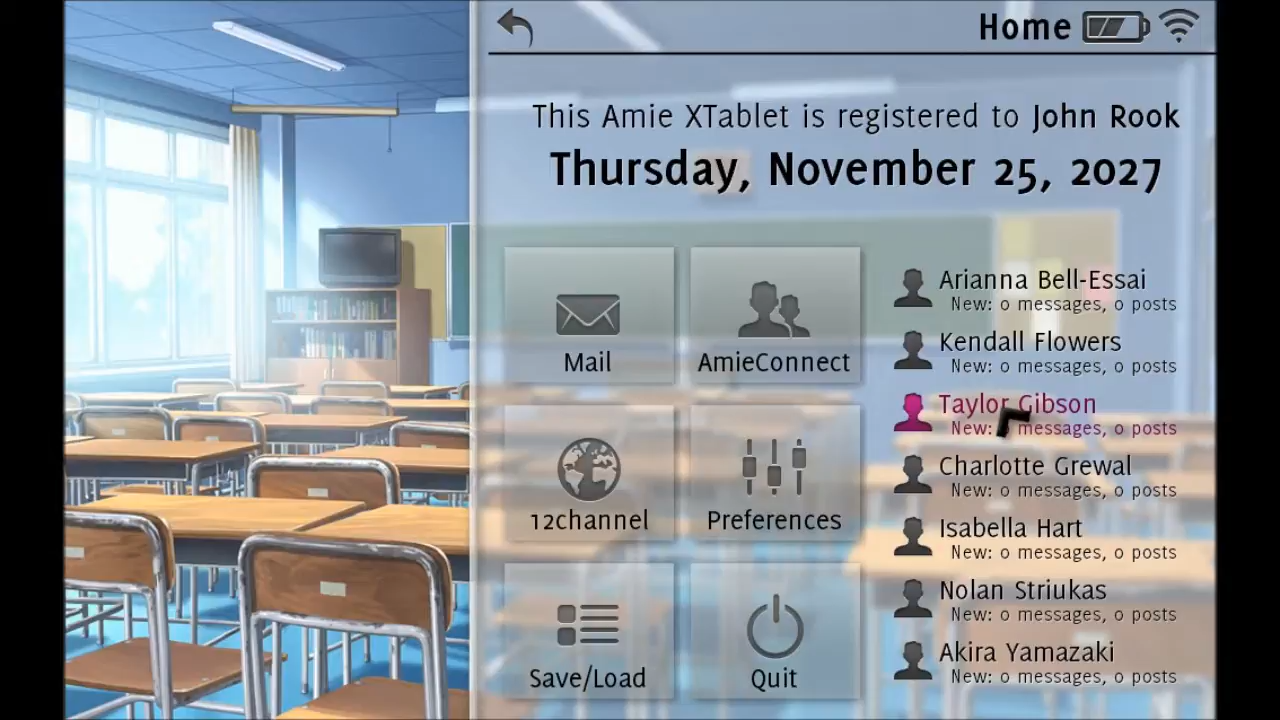 Home
This Amie XTablet is registered to John Rook
Thursday, November 25, 2027
Mail
AmieConnect
12channel
Preferences
Save/Load
Quit
Arianna Bell-Essai
New: 0 messages, 0 posts
Kendall Flowers
New: 0 messages, 0 posts
Taylor Gibson
New: messages, 0 posts
Charlotte Grewal
New: 0 messages, 0 posts
Isabella Hart
New: 0 messages, 0 posts
Nolan Striukas
New: 0 messages, 0 posts
Akira Yamazaki
New: 0 messages, 0 posts